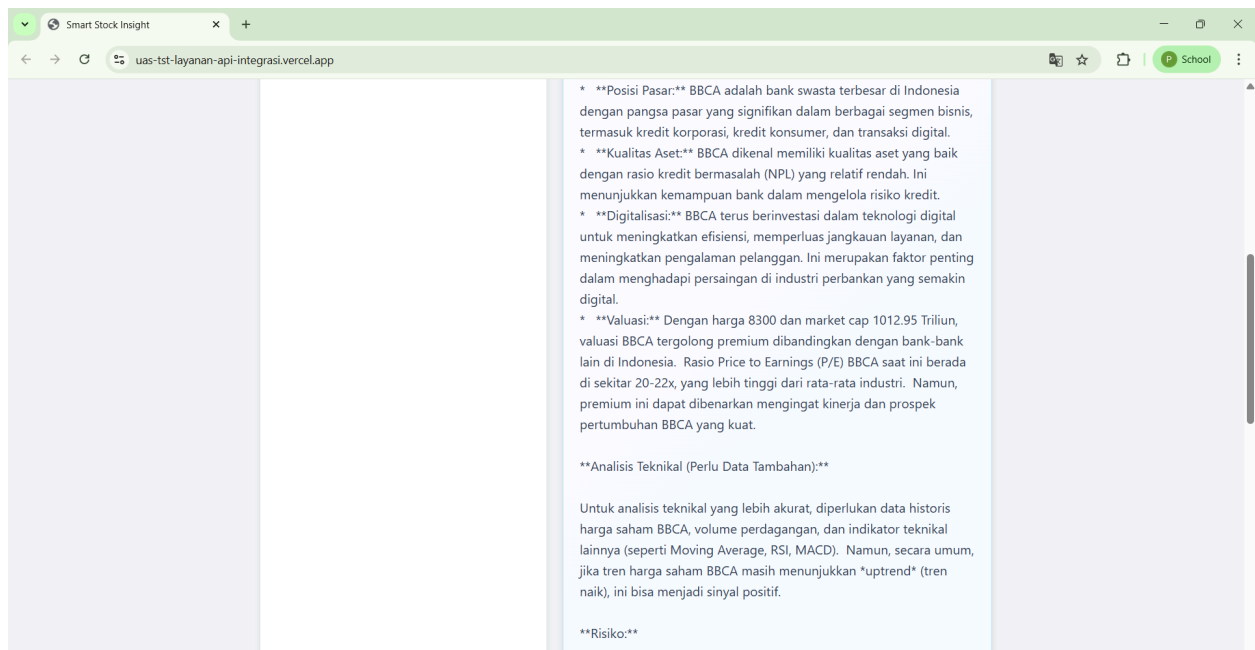 Smart Stock Insight
uas-tst-layanan-api-integrasi.vercel.app
P
School
* **Posisi Pasar:** BBCA adalah bank swasta terbesar di Indonesia
dengan pangsa pasar yang signifikan dalam berbagai segmen bisnis,
termasuk kredit korporasi, kredit konsumer, dan transaksi digital.
* **Kualitas Aset:** BBCA dikenal memiliki kualitas aset yang baik
dengan rasio kredit bermasalah (NPL) yang relatif rendah. Ini
menunjukkan kemampuan bank dalam mengelola risiko kredit.
* **Digitalisasi:** BBCA terus berinvestasi dalam teknologi digital
untuk meningkatkan efisiensi, memperluas jangkauan layanan, dan
meningkatkan pengalaman pelanggan. Ini merupakan faktor penting
dalam menghadapi persaingan di industri perbankan yang semakin
digital.
* **Valuasi:** Dengan harga 8300 dan market cap 1012.95 Triliun,
valuasi BBCA tergolong premium dibandingkan dengan bank-bank
lain di Indonesia. Rasio Price to Earnings (P/E) BBCA saat ini berada
di sekitar 20-22x, yang lebih tinggi dari rata-rata industri. Namun,
premium ini dapat dibenarkan mengingat kinerja dan prospek
pertumbuhan BBCA yang kuat.
**Analisis Teknikal (Perlu Data Tambahan):**
Untuk analisis teknikal yang lebih akurat, diperlukan data historis
harga saham BBCA, volume perdagangan, dan indikator teknikal
lainnya (seperti Moving Average, RSI, MACD). Namun, secara umum,
jika tren harga saham BBCA masih menunjukkan *uptrend* (tren
naik), ini bisa menjadi sinyal positif.
**Risiko:**